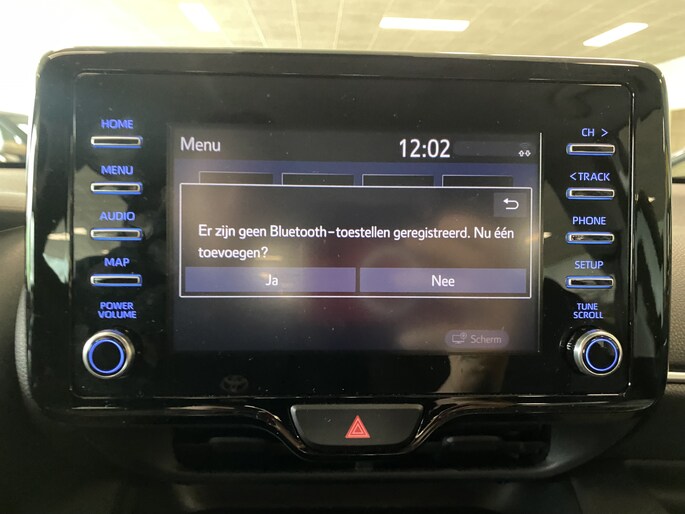 HOME
MENU
AUDIO
MAP
POWER
VOLUME
Menu
12:02
Er zijn geen Bluetooth-toestellen geregistreerd. Nu één
toevoegen?
Ja
Nee
Scherm
CH >
< TRACK
PHONE
SETUP
TUNE
SCROLL